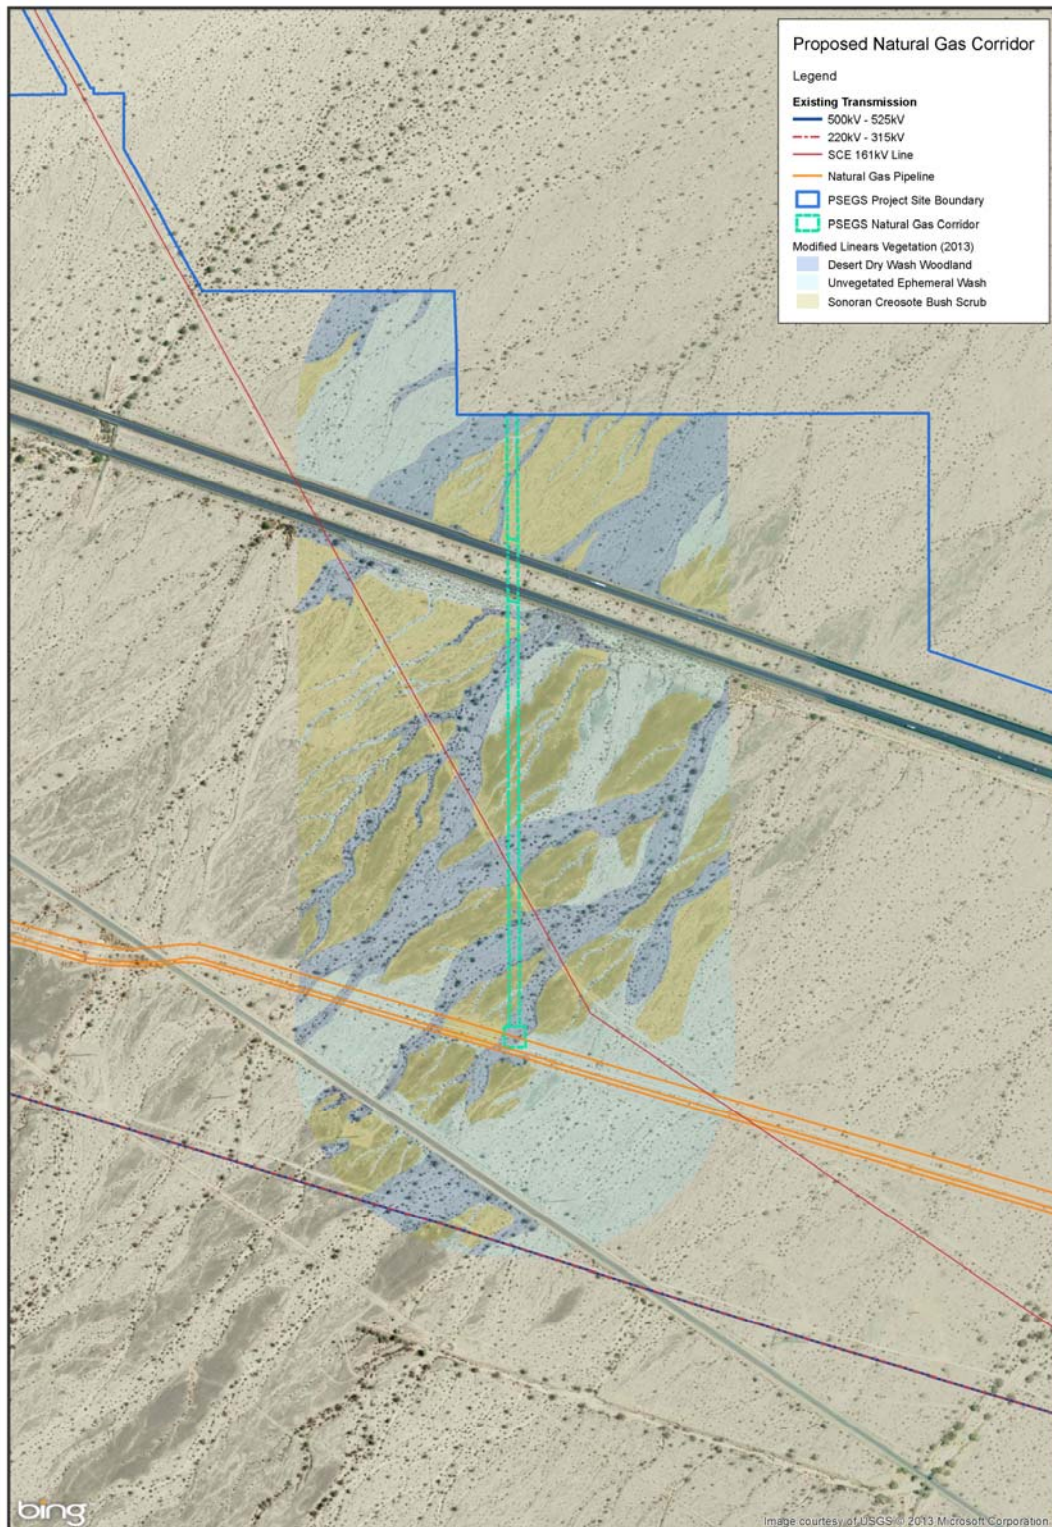 Proposed Natural Gas Corridor
Legend
Existing Transmission
500kV - 525kV
220kV - 315kV
SCE 161kV Line
Natural Gas Pipeline
PSEGS Project Site Boundary
PSEGS Natural Gas Corridor
Modified Linears Vegetation (2013)
Desert Dry Wash Woodland
Unvegetated Ephemeral Wash
Sonoran Creosote Bush Scrub
bing
Image courtesy of USGS © 2013 Microsoft Corporation